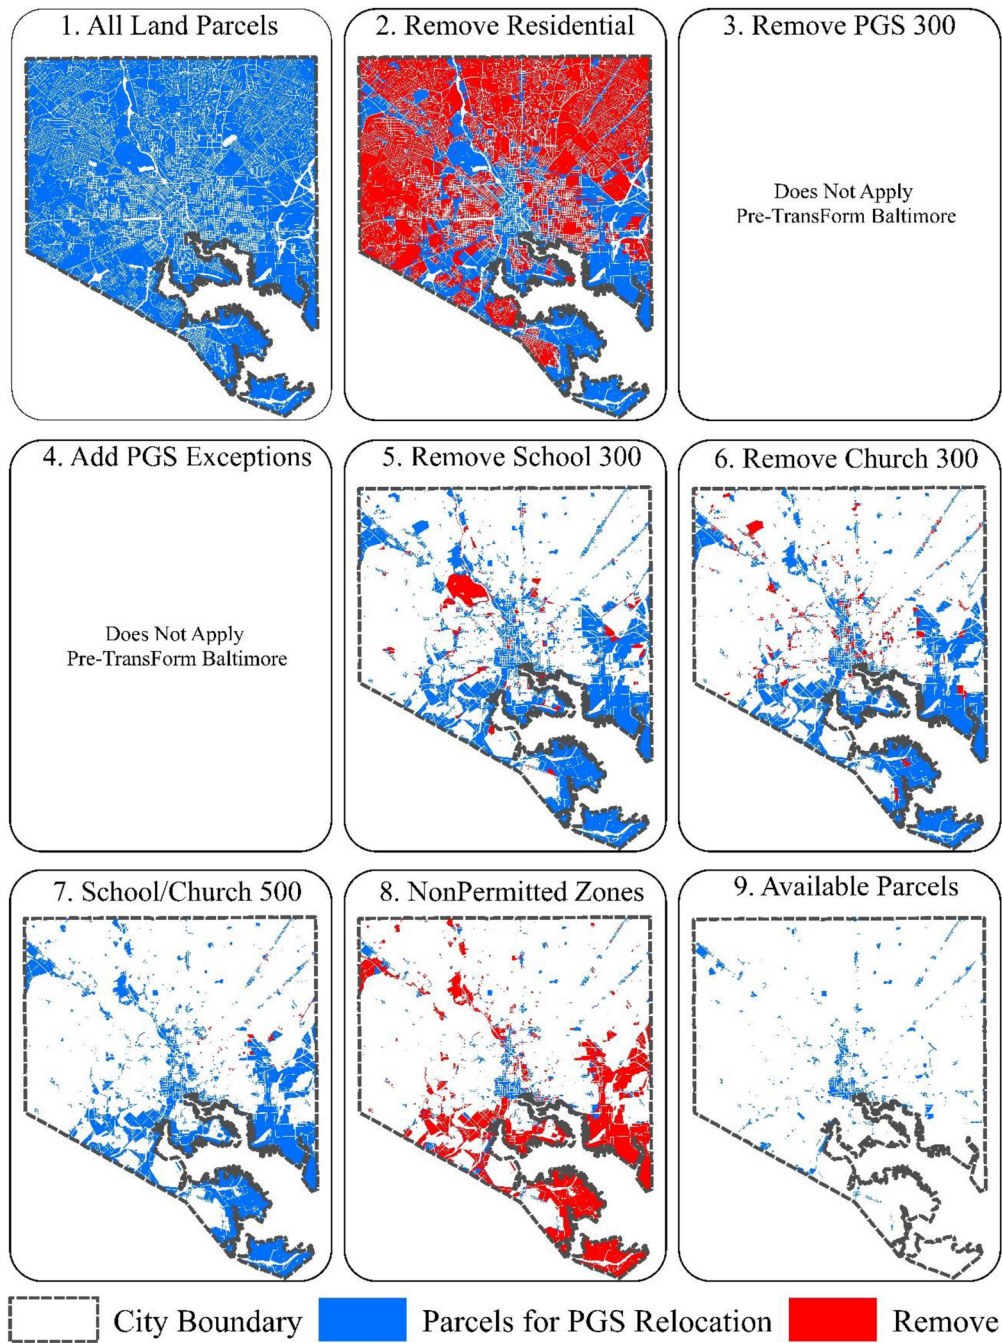 1. All Land Parcels
2. Remove Residential
3. Remove PGS 300
Does Not Apply
Pre-TransForm Baltimore
4. Add PGS Exceptions
Does Not Apply
Pre-TransForm Baltimore
5. Remove School 300
6. Remove Church 300
7. School/Church 500
8. NonPermitted Zones
9. Available Parcels
City Boundary
Parcels for PGS Relocation
Remove